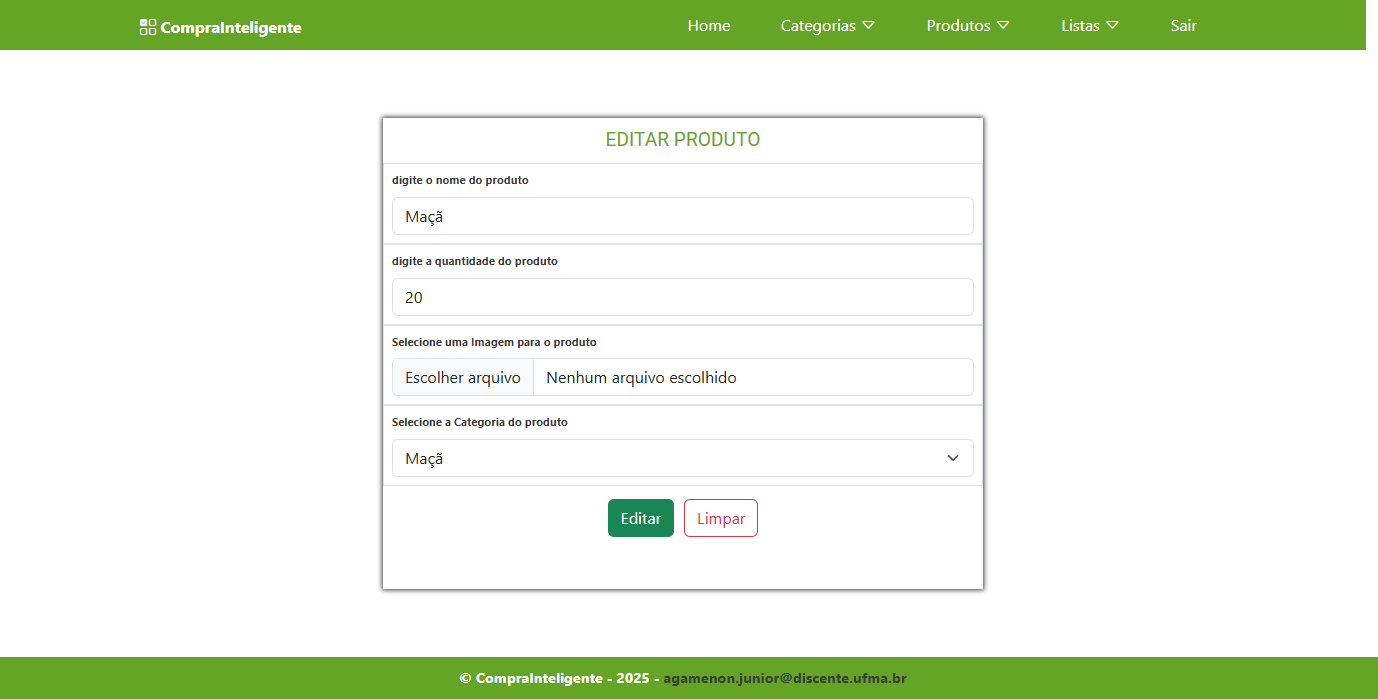 CompraInteligente Home Categorias Produtos Listas Sair
EDITAR PRODUTO
digite o nome do produto
Maçã
digite a quantidade do produto
20
Selecione uma Imagem para o produto
Escolher arquivo Nenhum arquivo escolhido
Selecione a Categoria do produto
Maçã
Editar Limpar
© CompraInteligente - 2025 - agamenon.junior@discente.ufma.br